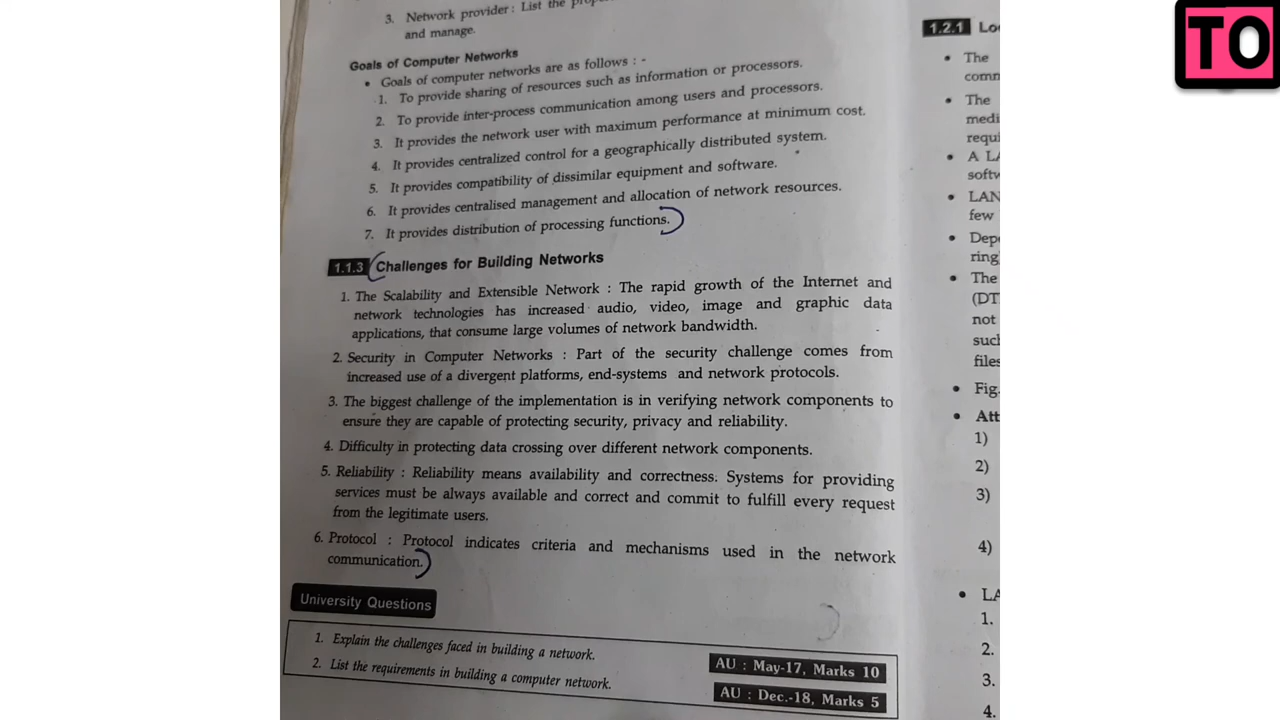 3. Network provider : List the
and manage.
Goals of Computer Networks
• Goals of computer networks are as follows : -
1. To provide sharing of resources such as information or processors.
2. To provide inter-process communication among users and processors.
3. It provides the network user with maximum performance at minimum cost.
4. It provides centralized control for a geographically distributed system.
5. It provides compatibility of dissimilar equipment and software.
6. It provides centralised management and allocation of network resources.
7. It provides distribution of processing functions.
1.1.3 Challenges for Building Networks
1. The Scalability and Extensible Network : The rapid growth of the Internet and
network technologies has increased audio, video, image and graphic data
applications, that consume large volumes of network bandwidth.
2. Security in Computer Networks : Part of the security challenge comes from
increased use of a divergent platforms, end-systems and network protocols.
3. The biggest challenge of the implementation is in verifying network components to
ensure they are capable of protecting security, privacy and reliability.
4. Difficulty in protecting data crossing over different network components.
5. Reliability : Reliability means availability and correctness. Systems for providing
services must be always available and correct and commit to fulfill every request
from the legitimate users.
6. Protocol : Protocol indicates criteria and mechanisms used in the network
communication.
University Questions
1. Explain the challenges faced in building a network.
AU : May-17, Marks 10
2. List the requirements in building a computer network.
AU : Dec.-18, Marks 5
1.2.1
• The
• The
• A
• LAN
few
•
• The
not
files
• Fig.
•
1)
2)
3)
4)
•
1.
2.
3.
4.
TO